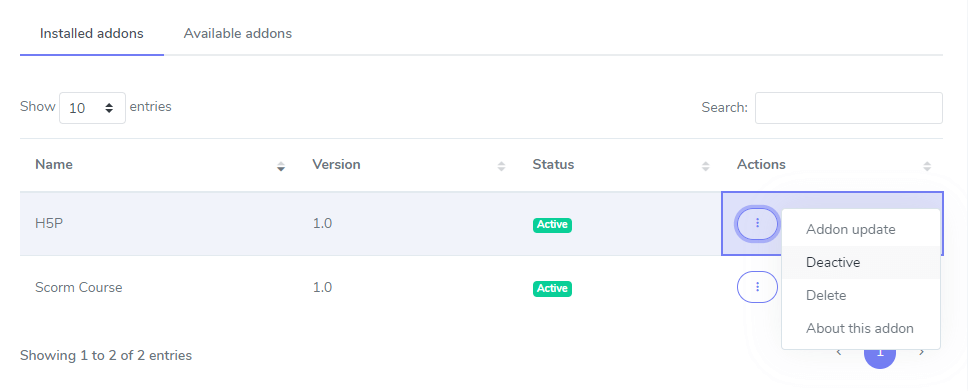 Installed addons Available addons
Show 10 entries Search:
Name Version Status Actions
H5P 1.0 Active
Addon update
Deactive
Scorm Course 1.0 Active
Delete
About this addon
Showing 1 to 2 of 2 entries
1